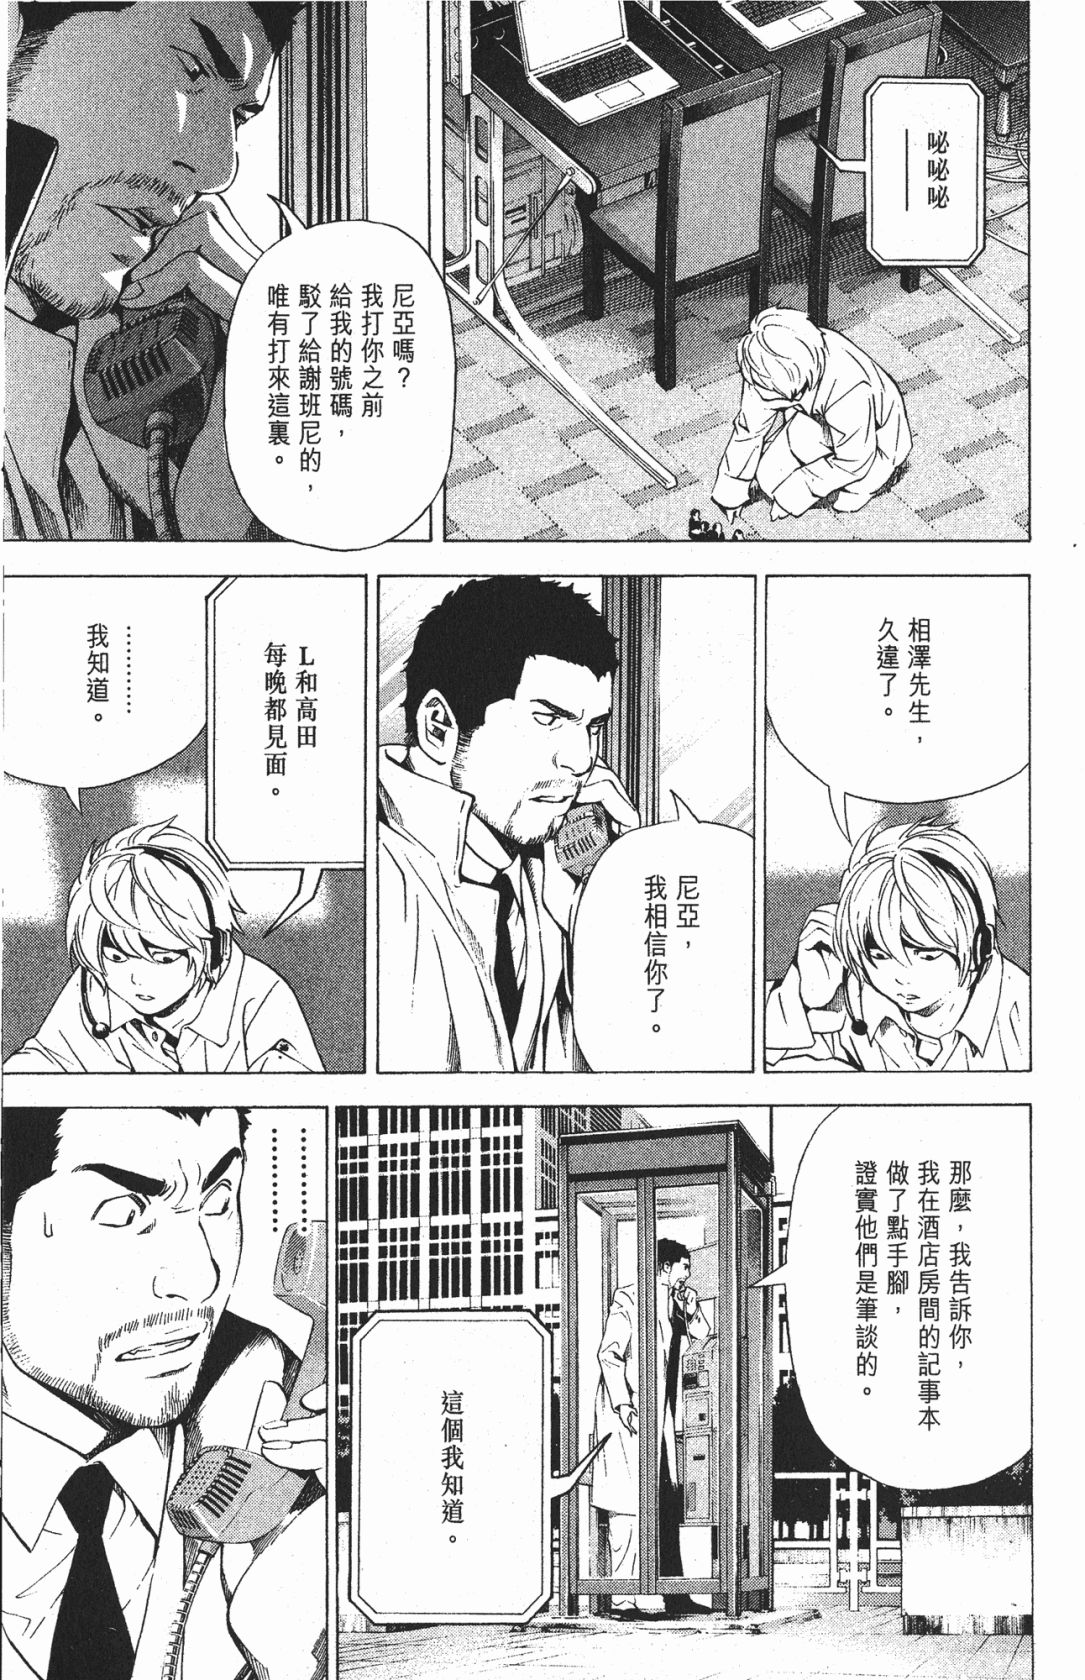 嗶嗶嗶
——
尼亞嗎？
我打你之前
給我的號碼，
駁了給謝班尼的，
唯有打來這裏。
相澤先生，
久違了。
尼亞，
我相信你了。
L和高田
每晚都見面。
…………
我知道。
那麼，我告訴你，
我在酒店房間的記事本
做了點手腳，
證實他們是筆談的。
這個我知道。
…………
…………